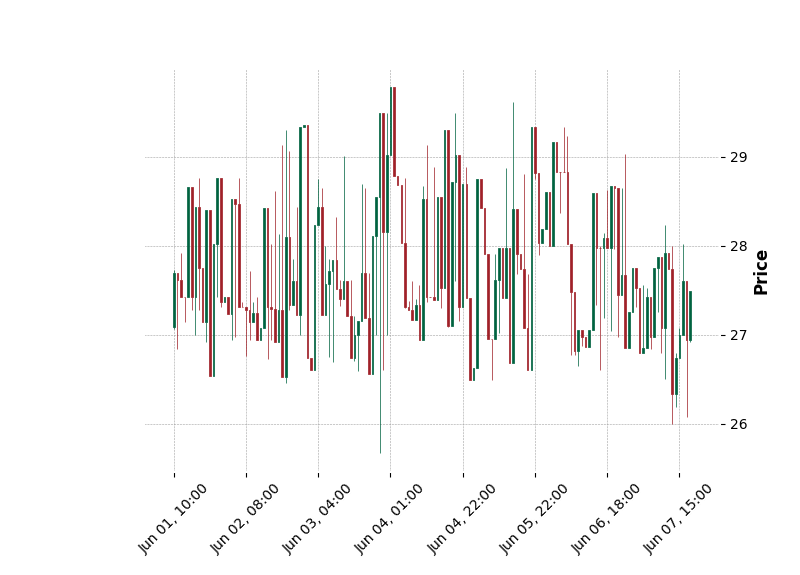 29
28
27
26
Price
Jun 01, 10:00
Jun 02, 08:00
Jun 03, 04:00
Jun 04, 01:00
Jun 04, 22:00
Jun 05, 22:00
Jun 06, 18:00
Jun 07, 15:00